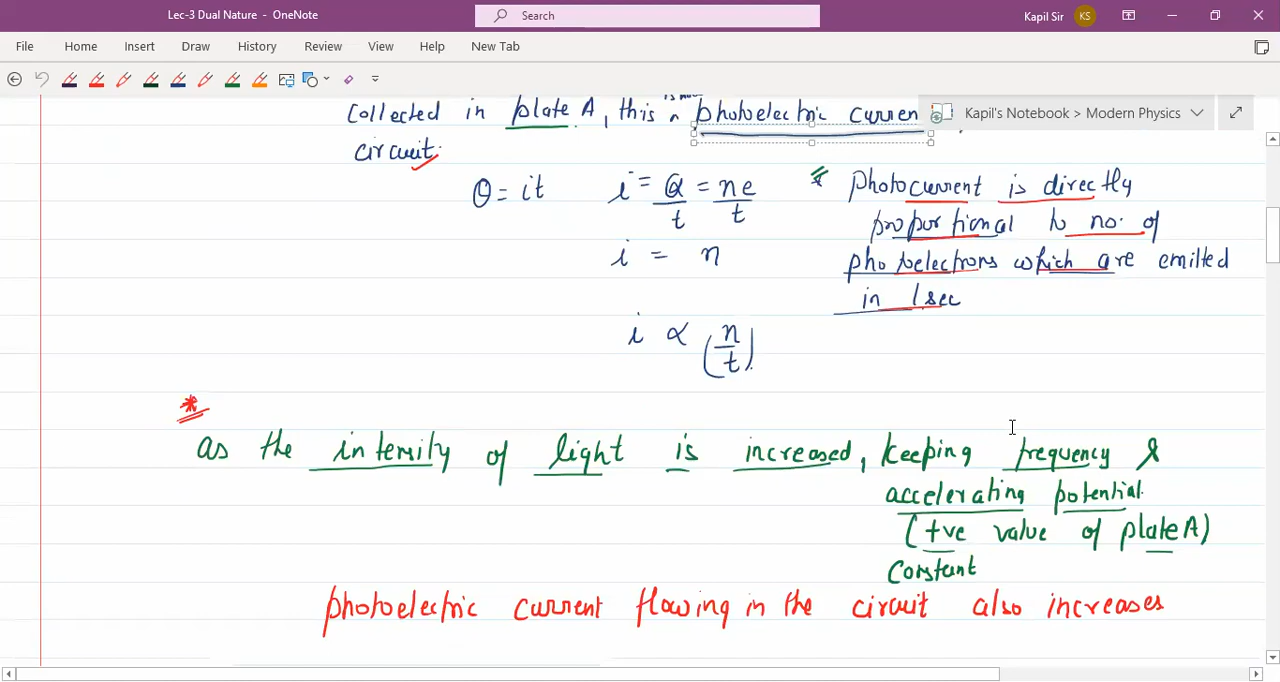 Lec-3 Dual Nature - OneNote
Search
Kapil Sir KS
File Home Insert Draw History Review View Help New Tab
Collected in plate A, this photoelectric curren
Kapil's Notebook > Modern Physics
circuit.
Q = it i = Q/t = ne/t
* Photocurrent is directly
proportional to no. of
i = n
photoelectrons which are emitted
in 1sec
i ∝ (n/t)
*
as the intensity of light is increased, keeping frequency &
accelerating potential
(+ve value of plate A)
Constant
photoelectric current flowing in the circuit also increases